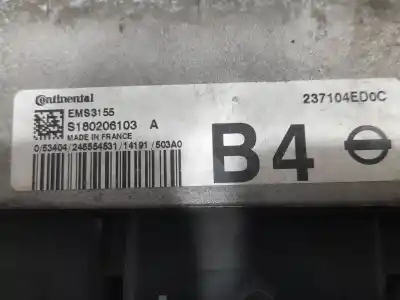 Continental
EMS3155
S180206103 A
MADE IN FRANCE
0/53404/246554531/14191/503A0
237104ED0C
B4